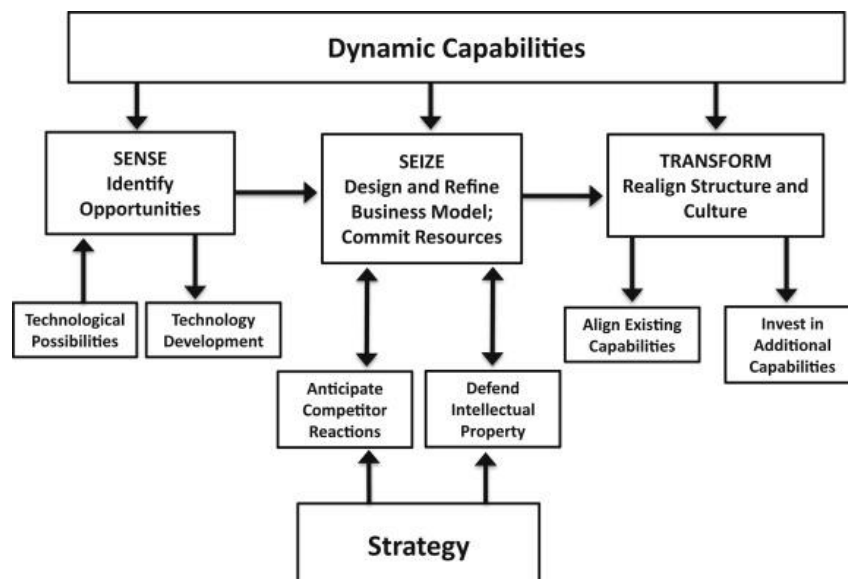 Dynamic Capabilities
SENSE
Identify
Opportunities
SEIZE
Design and Refine
Business Model;
Commit Resources
TRANSFORM
Realign Structure and
Culture
Technological
Possibilities
Technology
Development
Anticipate
Competitor
Reactions
Defend
Intellectual
Property
Align Existing
Capabilities
Invest in
Additional
Capabilities
Strategy